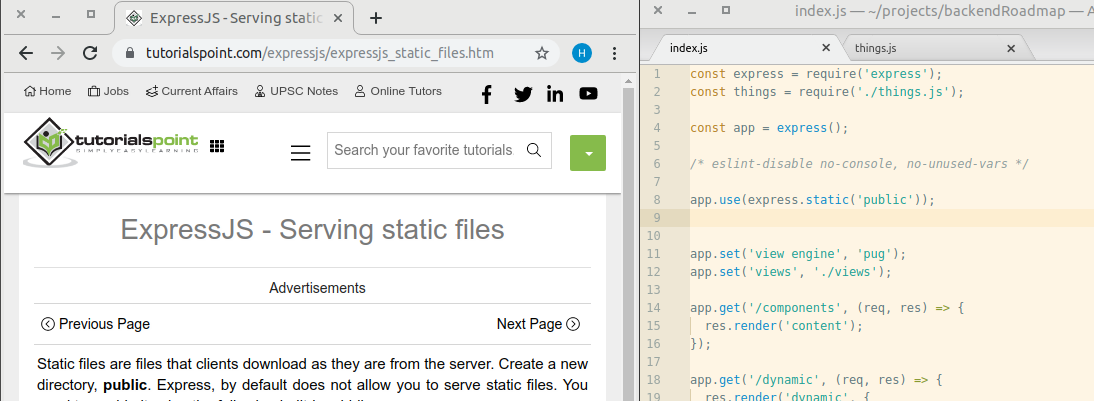 ExpressJS - Serving static
tutorialspoint.com/expressjs/expressjs_static_files.htm
H
Home Jobs Current Affairs UPSC Notes Online Tutors
tutorialspoint
SIMPLYEASYLEARNING
Search your favorite tutorials
ExpressJS - Serving static files
Advertisements
Previous Page Next Page
Static files are files that clients download as they are from the server. Create a new
directory, public. Express, by default does not allow you to serve static files. You
index.js — ~/projects/backendRoadmap — A
index.js things.js
1 const express = require('express');
2 const things = require('./things.js');
3
4 const app = express();
5
6 /* eslint-disable no-console, no-unused-vars */
7
8 app.use(express.static('public'));
9
10
11 app.set('view engine', 'pug');
12 app.set('views', './views');
13
14 app.get('/components', (req, res) => {
15 res.render('content');
16 });
17
18 app.get('/dynamic', (req, res) => {
19 res.render('dynamic', {